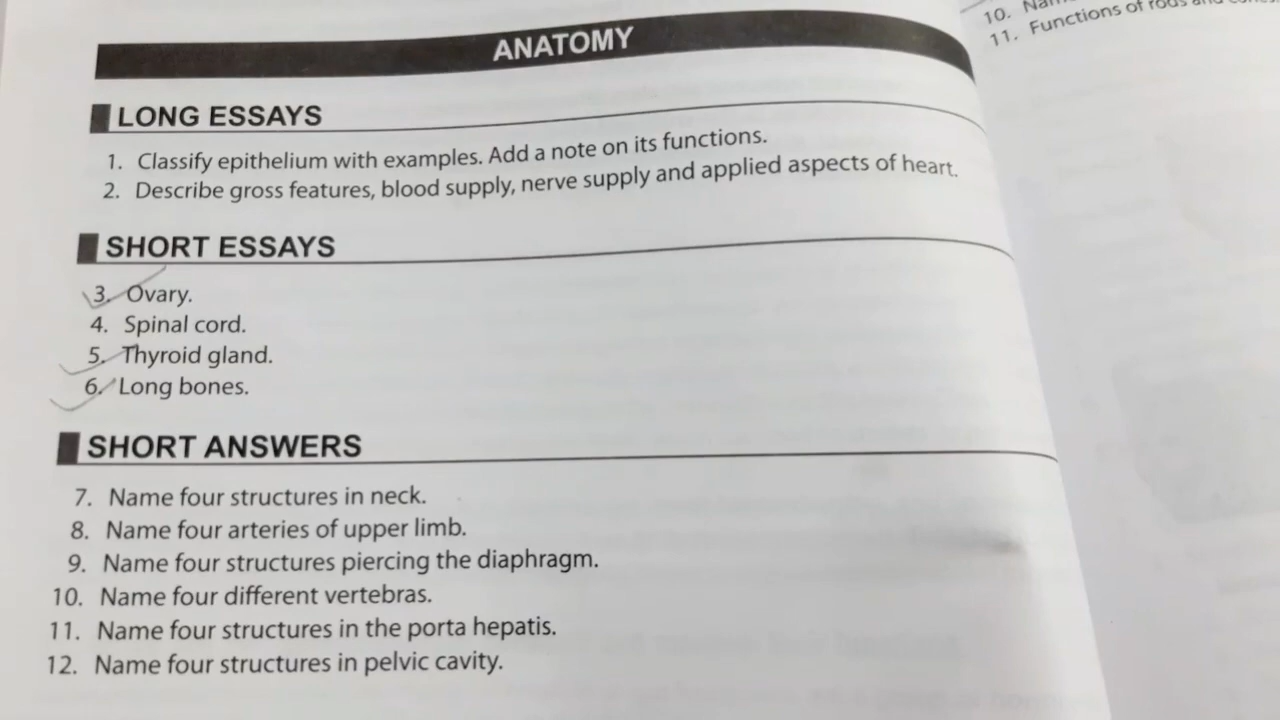 ANATOMY
LONG ESSAYS
1. Classify epithelium with examples. Add a note on its functions.
2. Describe gross features, blood supply, nerve supply and applied aspects of heart.
SHORT ESSAYS
3. Ovary.
4. Spinal cord.
5. Thyroid gland.
6. Long bones.
SHORT ANSWERS
7. Name four structures in neck.
8. Name four arteries of upper limb.
9. Name four structures piercing the diaphragm.
10. Name four different vertebras.
11. Name four structures in the porta hepatis.
12. Name four structures in pelvic cavity.
10.
11. Functions of rods and